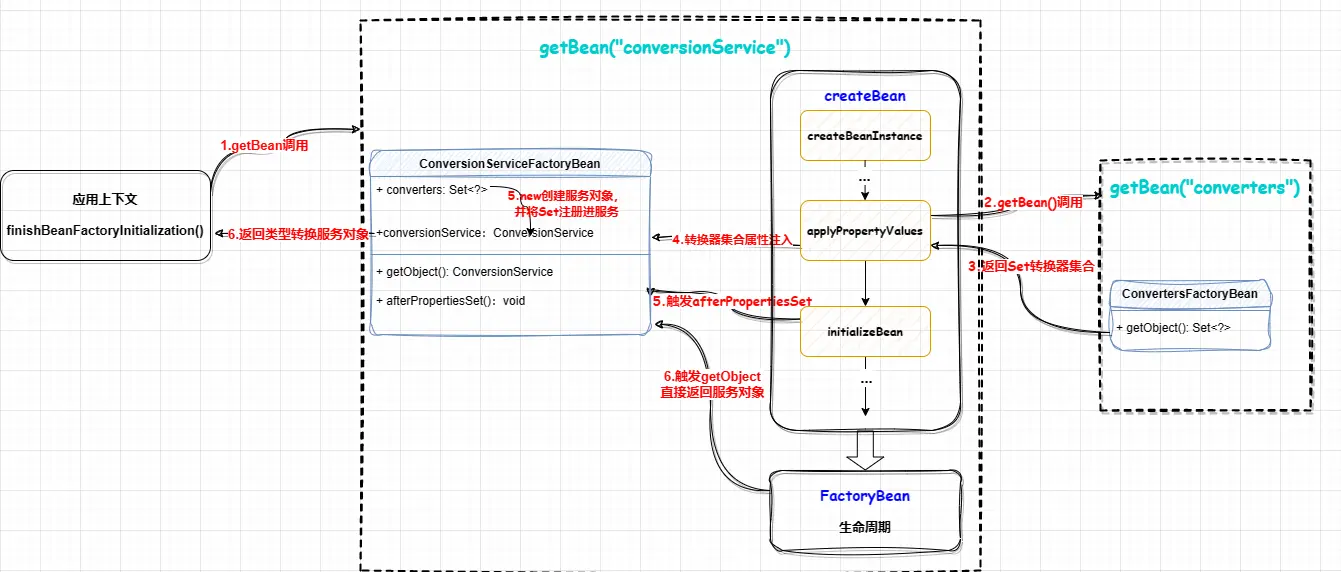 getBean("conversionService")
createBean
createBeanInstance
1.getBean调用
ConversionServiceFactoryBean
...
getBean("converters")
+ converters: Set<?>
5.new创建服务对象，
并将Set注册进服务
应用上下文
finishBeanFactoryInitialization()
2.getBean()调用
6.返回类型转换服务对象
+conversionService：ConversionService
4.转换器集合属性注入
applyPropertyValues
3.返回Set转换器集合
+ getObject(): ConversionService
+ afterPropertiesSet()：void
5.触发afterPropertiesSet
ConvertersFactoryBean
+ getObject(): Set<?>
initializeBean
6.触发getObject
直接返回服务对象
...
FactoryBean
生命周期